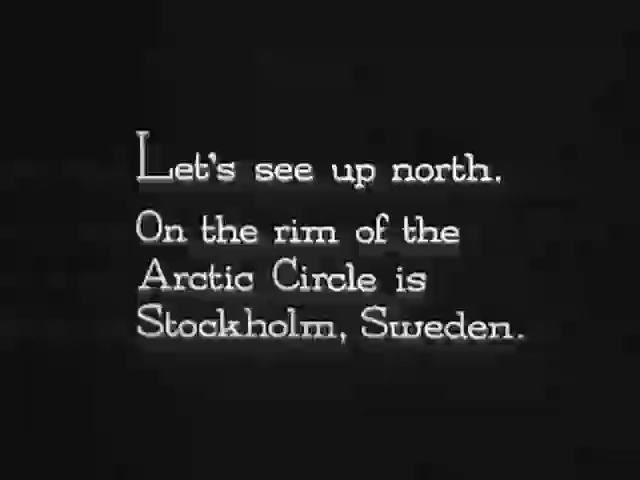 Let's see up north.
On the rim of the
Arctic Circle is
Stockholm, Sweden.